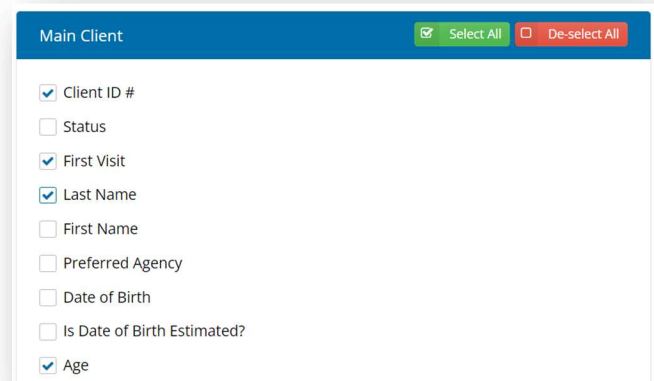 Main Client
Select All
De-select All
Client ID #
Status
First Visit
Last Name
First Name
Preferred Agency
Date of Birth
Is Date of Birth Estimated?
Age